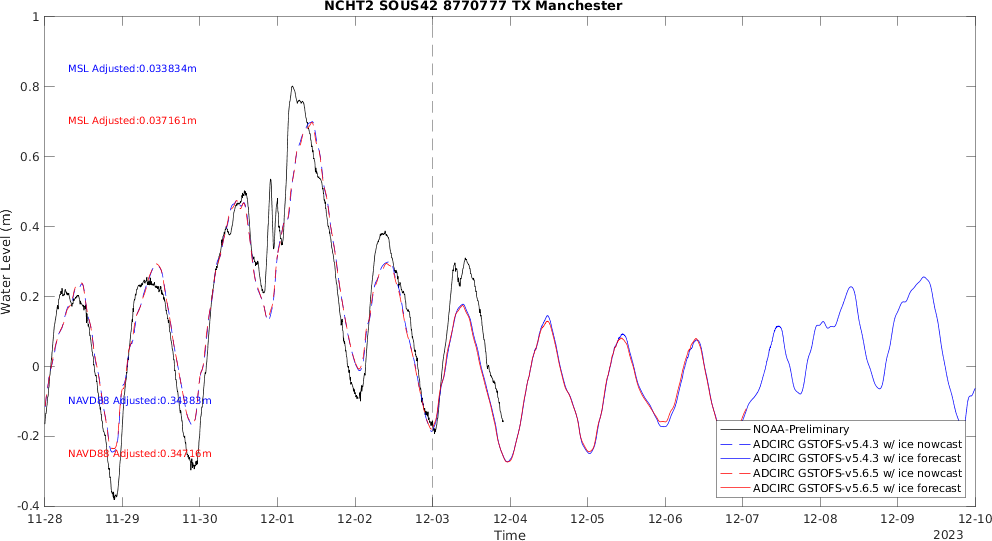 NCHT2 SOUS42 8770777 TX Manchester
1
0.8
0.6
0.4
0.2
0
-0.2
-0.4
Water Level (m)
MSL Adjusted:0.033834m
MSL Adjusted:0.037161m
NAVD88 Adjusted:0.34383m
NAVD88 Adjusted:0.34716m
NOAA-Preliminary
ADCIRC GSTOFS-v5.4.3 w/ ice nowcast
ADCIRC GSTOFS-v5.4.3 w/ ice forecast
ADCIRC GSTOFS-v5.6.5 w/ ice nowcast
ADCIRC GSTOFS-v5.6.5 w/ ice forecast
11-28 11-29 11-30 12-01 12-02 12-03 12-04 12-05 12-06 12-07 12-08 12-09 12-10
Time
2023